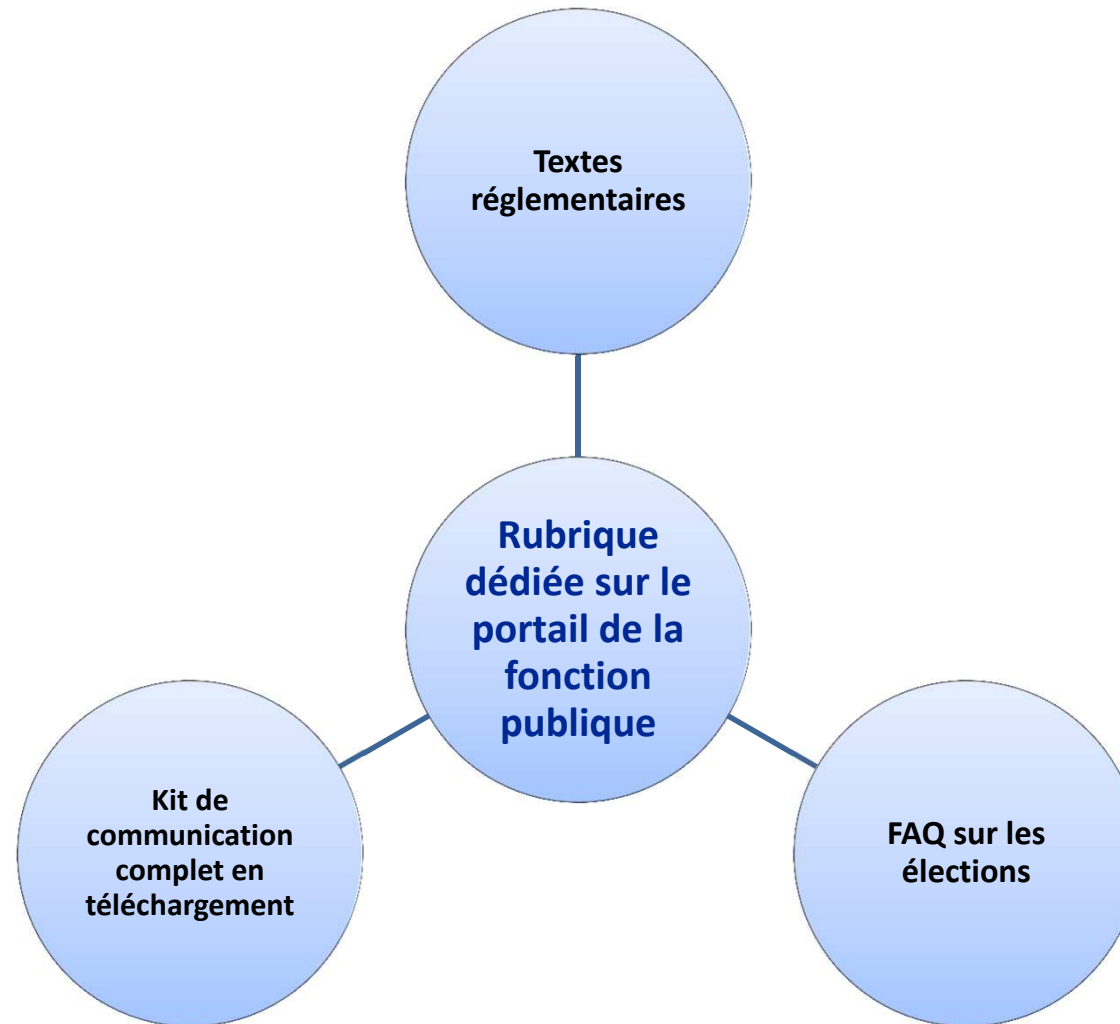 Textes
réglementaires
Rubrique
dédiée sur le
portail de la
fonction
publique
Kit de
communication
complet en
téléchargement
FAQ sur les
élections